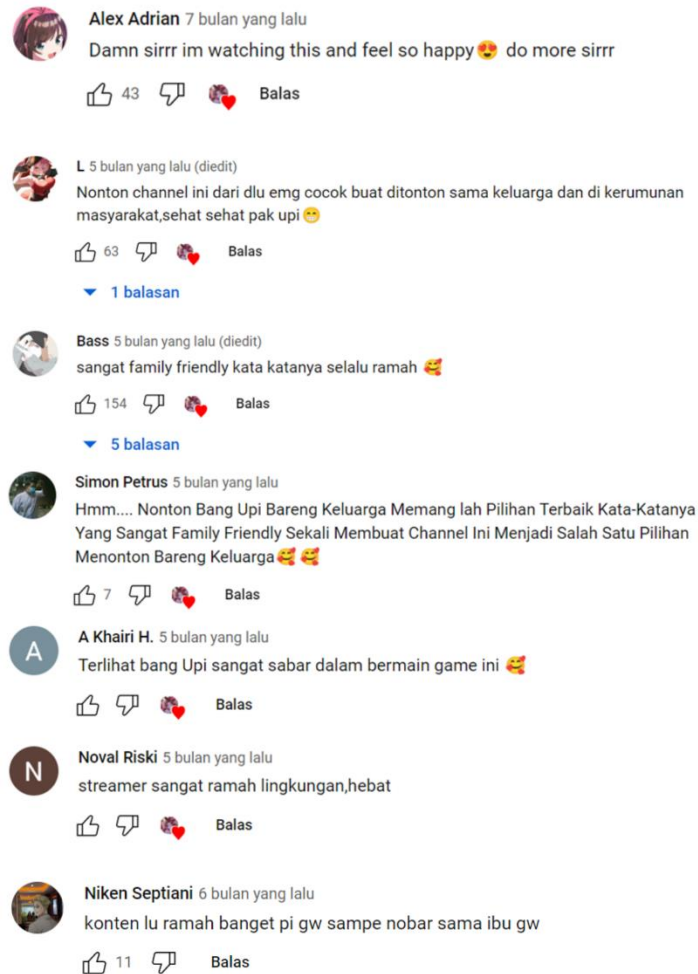 Alex Adrian 7 bulan yang lalu
Damn sirrr im watching this and feel so happy😍 do more sirrr
43 Balas
L 5 bulan yang lalu (diedit)
Nonton channel ini dari dlu emg cocok buat ditonton sama keluarga dan di kerumunan
masyarakat,sehat sehat pak upi😁
63 Balas
1 balasan
Bass 5 bulan yang lalu (diedit)
sangat family friendly kata katanya selalu ramah 🥰
154 Balas
5 balasan
Simon Petrus 5 bulan yang lalu
Hmm.... Nonton Bang Upi Bareng Keluarga Memang lah Pilihan Terbaik Kata-Katanya
Yang Sangat Family Friendly Sekali Membuat Channel Ini Menjadi Salah Satu Pilihan
Menonton Bareng Keluarga🥰🥰
7 Balas
A
A Khairi H. 5 bulan yang lalu
Terlihat bang Upi sangat sabar dalam bermain game ini 🥰
Balas
N
Noval Riski 5 bulan yang lalu
streamer sangat ramah lingkungan,hebat
Balas
Niken Septiani 6 bulan yang lalu
konten lu ramah banget pi gw sampe nobar sama ibu gw
11 Balas